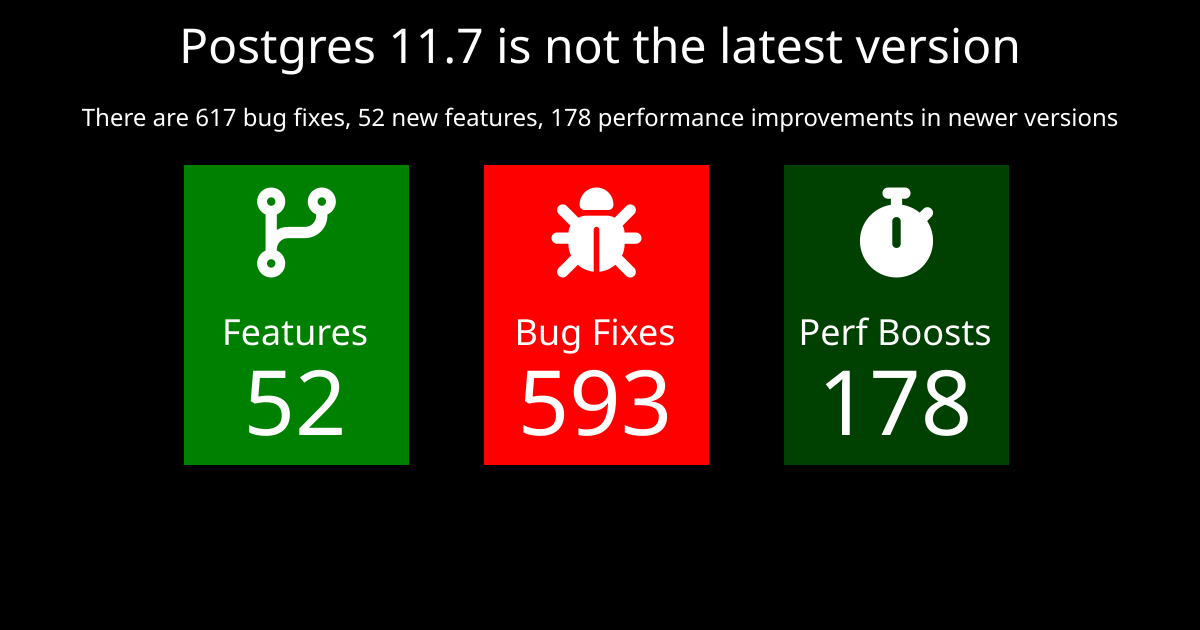 Postgres 11.7 is not the latest version
There are 617 bug fixes, 52 new features, 178 performance improvements in newer versions
Features
52
Bug Fixes
593
Perf Boosts
178